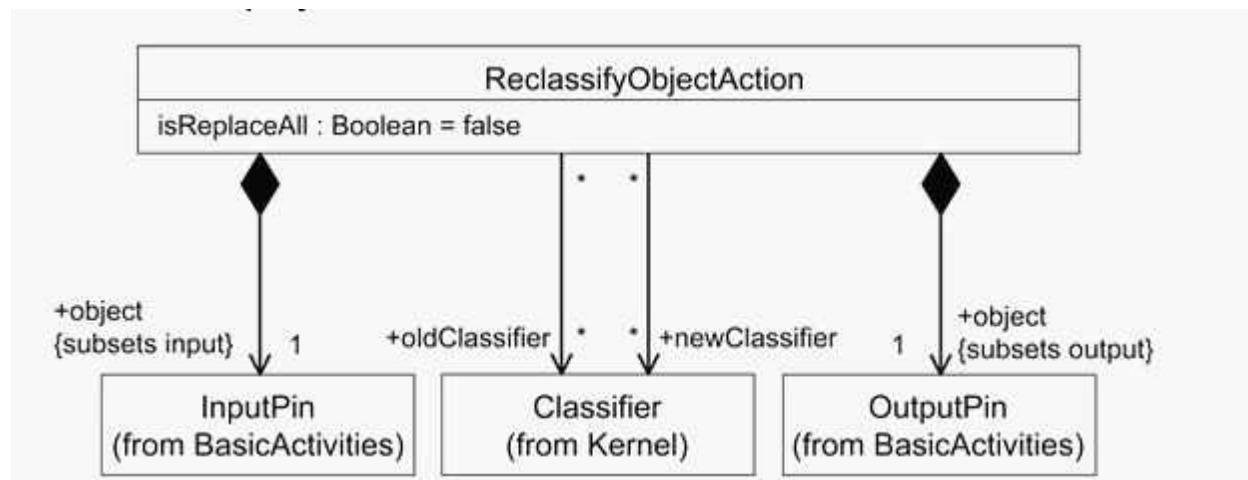 ReclassifyObjectAction
isReplaceAll : Boolean = false
* *
+object
{subsets input} 1
+oldClassifier * * +newClassifier
1 +object
{subsets output}
InputPin
(from BasicActivities)
Classifier
(from Kernel)
OutputPin
(from BasicActivities)